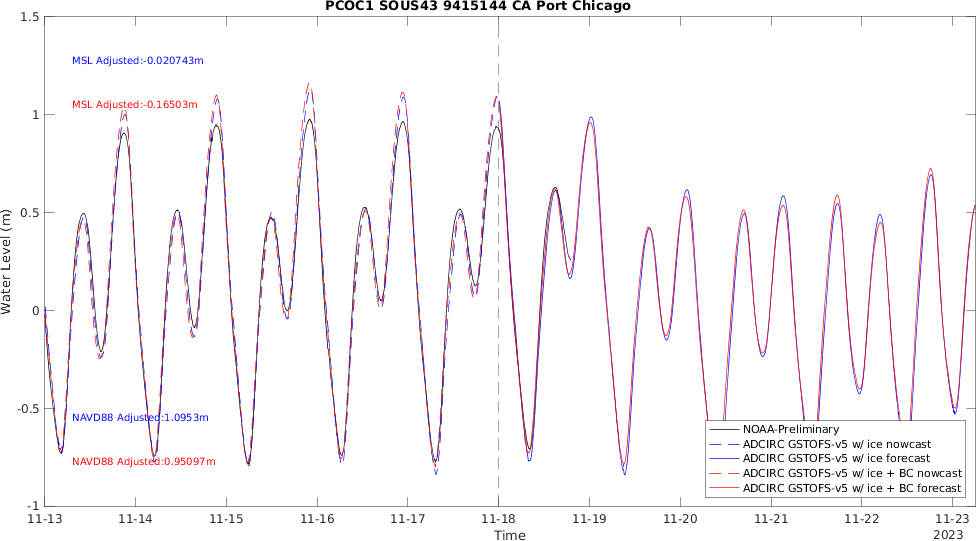 PCOC1 SOUS43 9415144 CA Port Chicago
1.5
MSL Adjusted:-0.020743m
MSL Adjusted:-0.16503m
1
0.5
Water Level (m)
0
-0.5
NAVD88 Adjusted:1.0953m
NAVD88 Adjusted:0.95097m
NOAA-Preliminary
ADCIRC GSTOFS-v5 w/ ice nowcast
ADCIRC GSTOFS-v5 w/ ice forecast
ADCIRC GSTOFS-v5 w/ ice + BC nowcast
ADCIRC GSTOFS-v5 w/ ice + BC forecast
-1
11-13 11-14 11-15 11-16 11-17 11-18 11-19 11-20 11-21 11-22 11-23
Time
2023